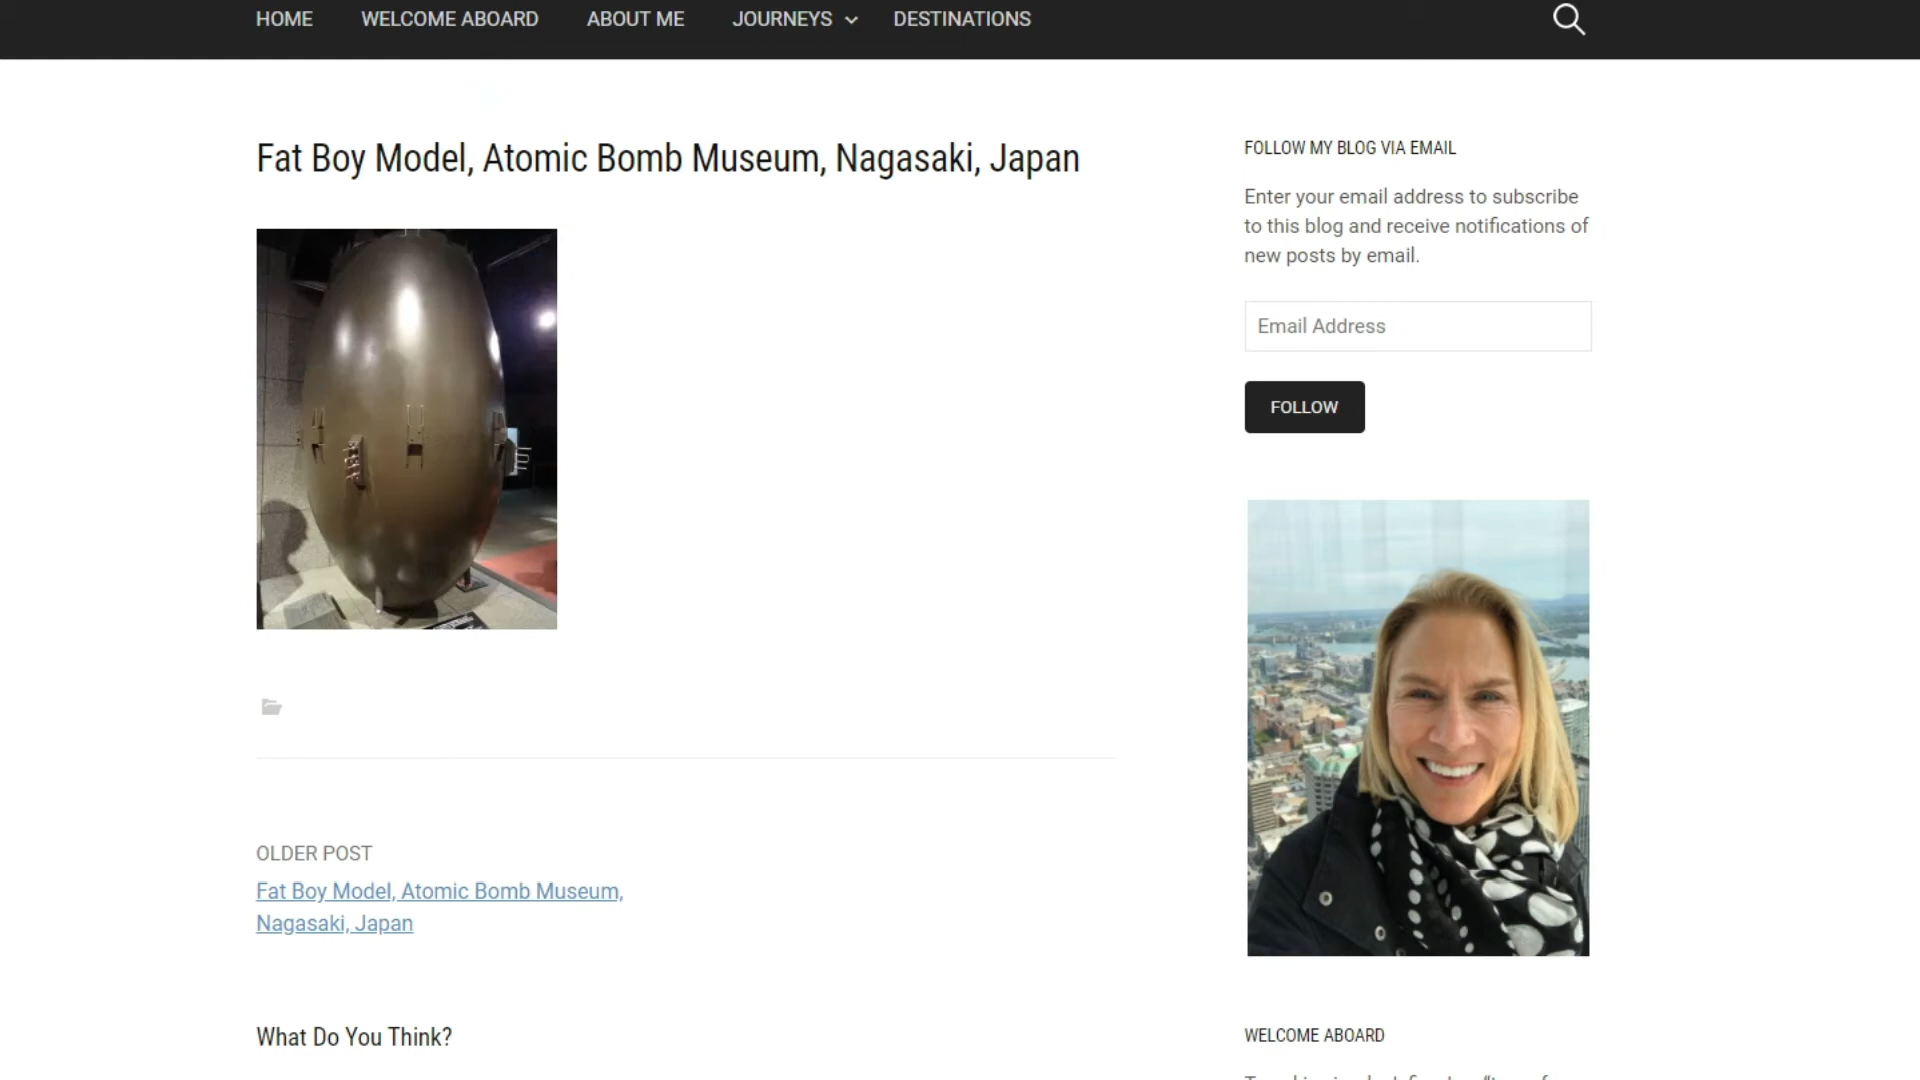 HOME WELCOME ABOARD ABOUT ME JOURNEYS DESTINATIONS
Fat Boy Model, Atomic Bomb Museum, Nagasaki, Japan
OLDER POST
Fat Boy Model, Atomic Bomb Museum,
Nagasaki, Japan
What Do You Think?
FOLLOW MY BLOG VIA EMAIL
Enter your email address to subscribe
to this blog and receive notifications of
new posts by email.
Email Address
FOLLOW
WELCOME ABOARD